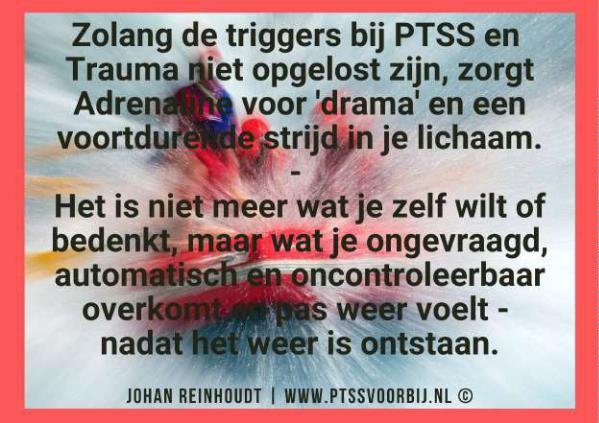 Zolang de triggers bij PTSS en
Trauma niet opgelost zijn, zorgt
Adrenaline voor 'drama' en een
voortdurende strijd in je lichaam.
-
Het is niet meer wat je zelf wilt of
bedenkt, maar wat je ongevraagd,
automatisch en oncontroleerbaar
overkomt en pas weer voelt -
nadat het weer is ontstaan.
JOHAN REINHOUDT | WWW.PTSSVOORBIJ.NL ©